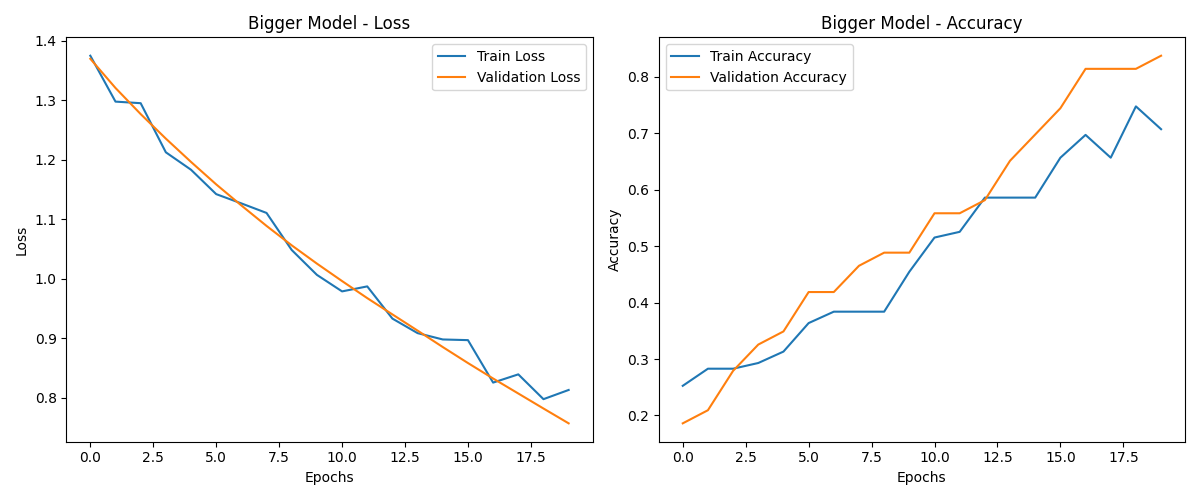 Bigger Model - Loss
1.4
1.3
1.2
1.1
1.0
0.9
0.8
Loss
Train Loss
Validation Loss
0.0 2.5 5.0 7.5 10.0 12.5 15.0 17.5
Epochs
Bigger Model - Accuracy
0.8
0.7
0.6
0.5
0.4
0.3
0.2
Accuracy
Train Accuracy
Validation Accuracy
0.0 2.5 5.0 7.5 10.0 12.5 15.0 17.5
Epochs